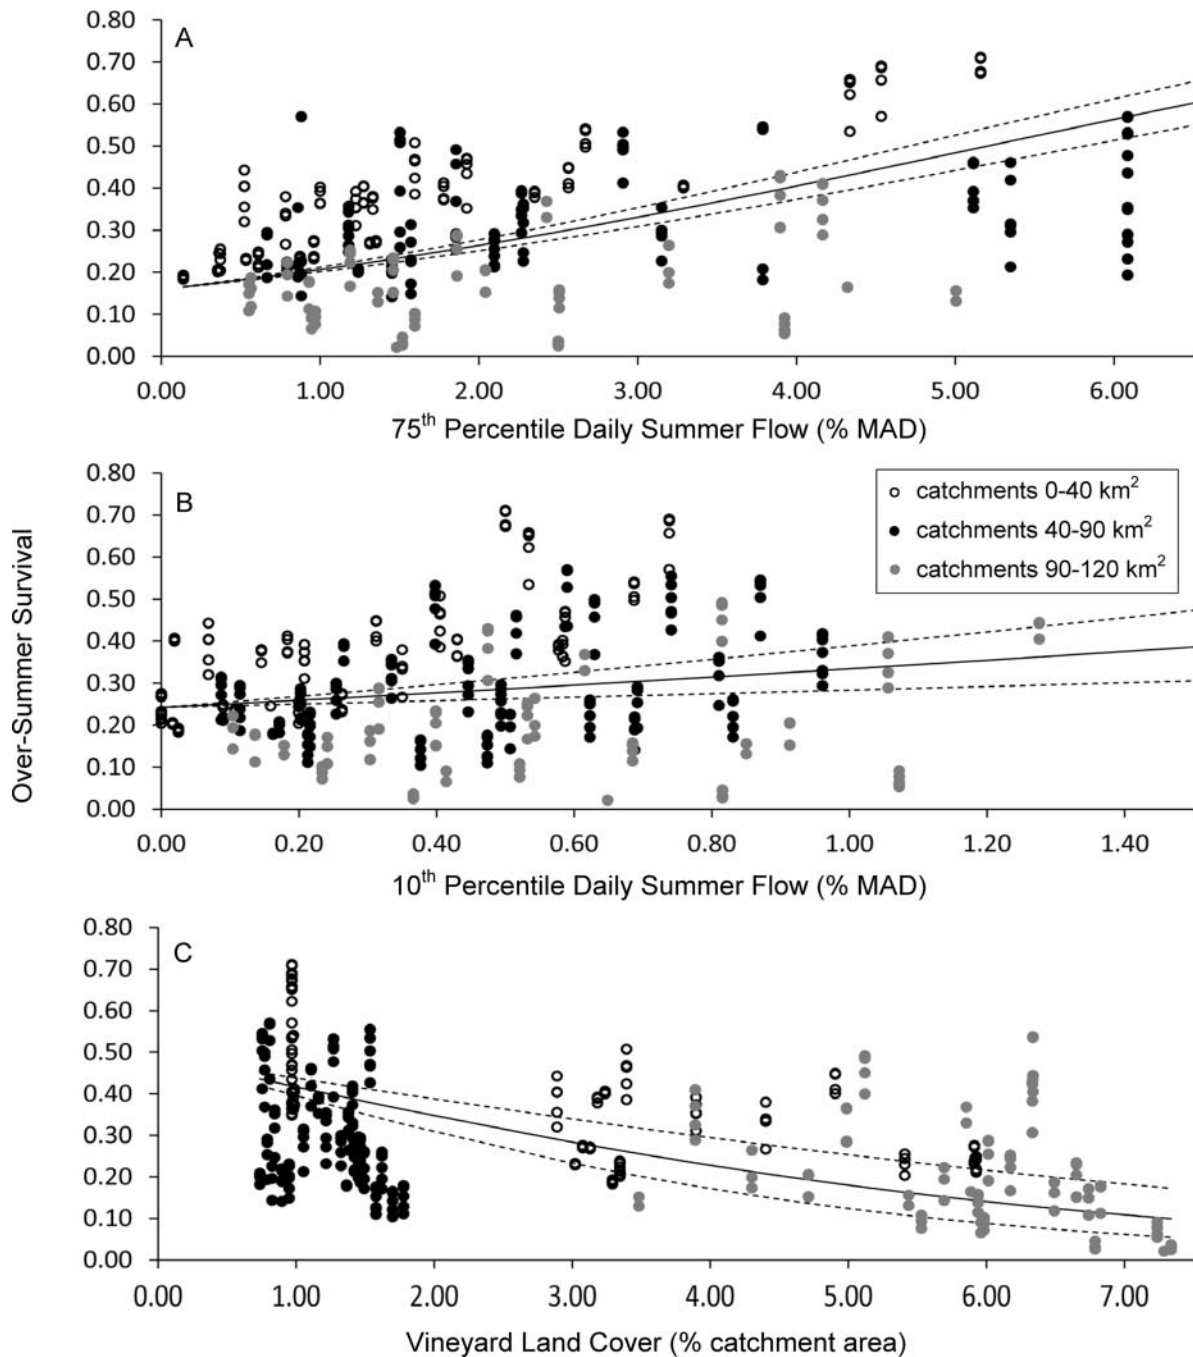 0.80
A
0.70
0.60
0.50
0.40
0.30
0.20
0.10
0.00
0.00 1.00 2.00 3.00 4.00 5.00 6.00
75th Percentile Daily Summer Flow (% MAD)
Over-Summer Survival
0.80
B
0.70
0.60
0.50
0.40
0.30
0.20
0.10
0.00
catchments 0-40 km²
catchments 40-90 km²
catchments 90-120 km²
0.00 0.20 0.40 0.60 0.80 1.00 1.20 1.40
10th Percentile Daily Summer Flow (% MAD)
0.80
C
0.70
0.60
0.50
0.40
0.30
0.20
0.10
0.00
0.00 1.00 2.00 3.00 4.00 5.00 6.00 7.00
Vineyard Land Cover (% catchment area)